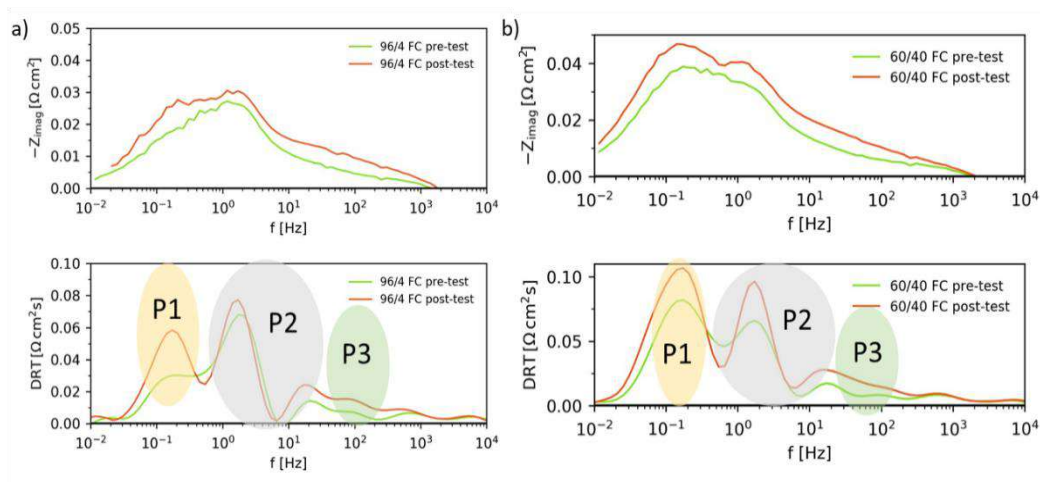 a)
0.05
0.04
0.03
0.02
0.01
0.00
−Z_imag [Ω cm²]
96/4 FC pre-test
96/4 FC post-test
10⁻² 10⁻¹ 10⁰ 10¹ 10² 10³ 10⁴
f [Hz]
b)
0.04
0.02
0.00
−Z_imag [Ω cm²]
60/40 FC pre-test
60/40 FC post-test
10⁻² 10⁻¹ 10⁰ 10¹ 10² 10³ 10⁴
f [Hz]
0.10
0.08
0.06
0.04
0.02
0.00
DRT [Ω cm² s]
96/4 FC pre-test
96/4 FC post-test
P1
P2
P3
10⁻² 10⁻¹ 10⁰ 10¹ 10² 10³ 10⁴
f [Hz]
0.10
0.05
0.00
DRT [Ω cm² s]
60/40 FC pre-test
60/40 FC post-test
P1
P2
P3
10⁻² 10⁻¹ 10⁰ 10¹ 10² 10³ 10⁴
f [Hz]